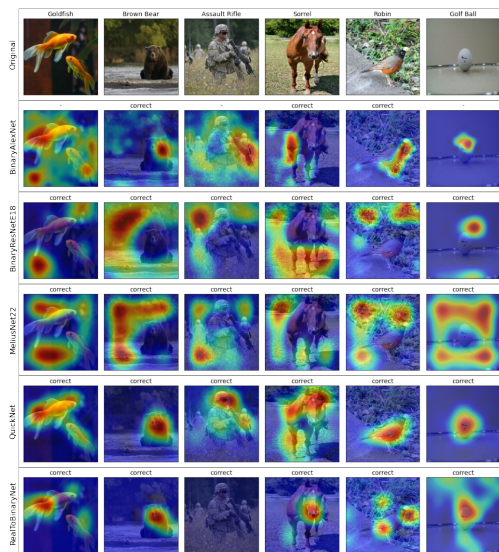 Goldfish Brown Bear Assault Rifle Sorrel Robin Golf Ball
Original
- correct - correct correct -
BinaryAlexNet
correct correct correct correct correct correct
BinaryResNetE18
correct correct correct correct correct correct
MeliusNet22
correct correct correct correct correct correct
QuickNet
correct correct correct correct correct correct
RealToBinaryNet